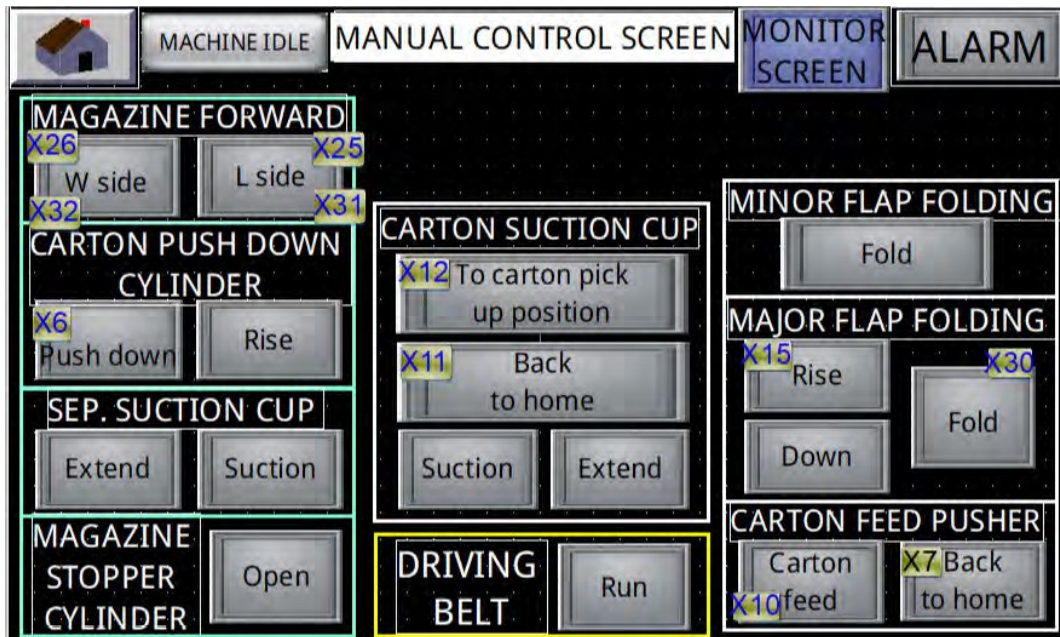 MACHINE IDLE
MANUAL CONTROL SCREEN
MONITOR
SCREEN
ALARM
MAGAZINE FORWARD
X26
W side
X32
X25
L side
X31
CARTON PUSH DOWN
CYLINDER
X6
Push down
Rise
SEP. SUCTION CUP
Extend
Suction
MAGAZINE
STOPPER
CYLINDER
Open
CARTON SUCTION CUP
X12
To carton pick
up position
X11
Back
to home
Suction
Extend
DRIVING
BELT
Run
MINOR FLAP FOLDING
Fold
MAJOR FLAP FOLDING
X15
Rise
X30
Fold
Down
CARTON FEED PUSHER
Carton
X10 feed
X7 Back
to home